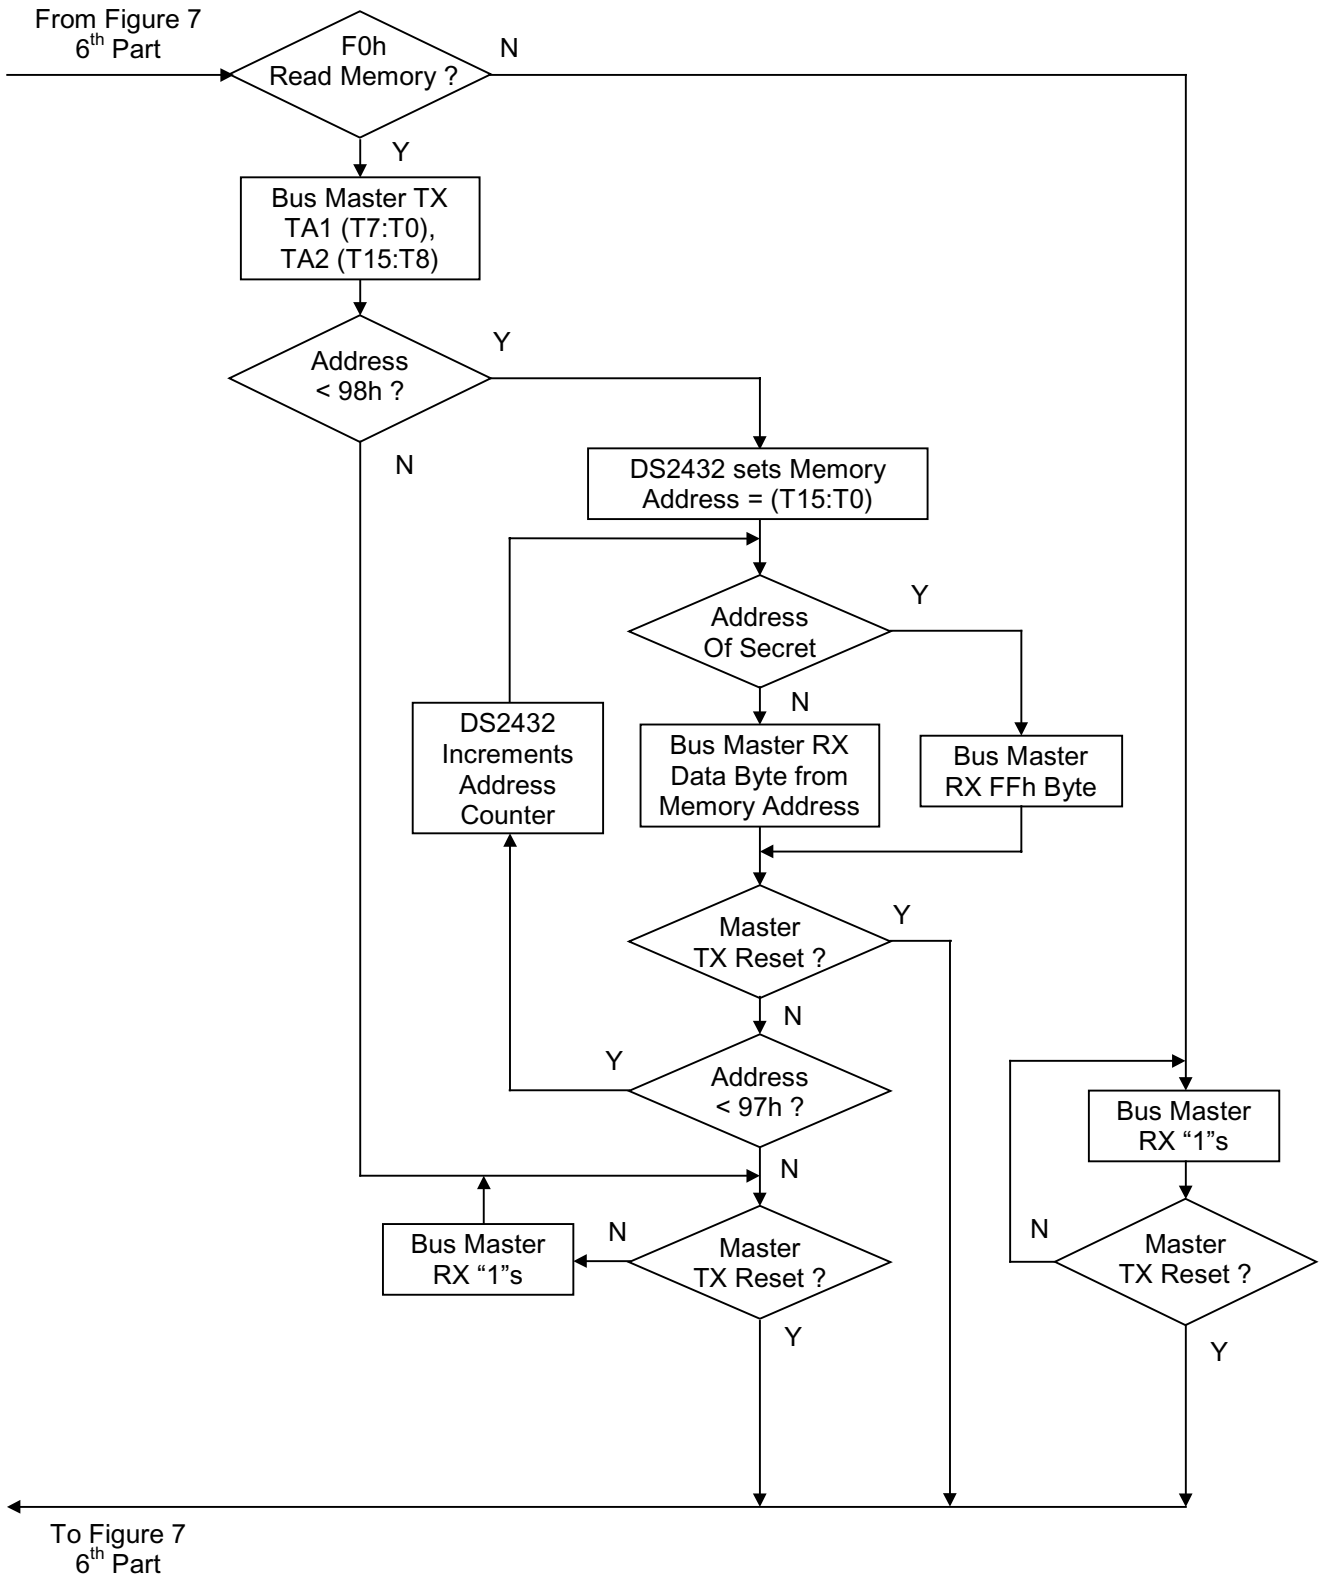 From Figure 7
6th Part
F0h
Read Memory ?
N
Y
Bus Master TX
TA1 (T7:T0),
TA2 (T15:T8)
Address
< 98h ?
Y
N
DS2432 sets Memory
Address = (T15:T0)
Address
Of Secret
Y
N
DS2432
Increments
Address
Counter
Bus Master RX
Data Byte from
Memory Address
Bus Master
RX FFh Byte
Master
TX Reset ?
Y
N
Address
< 97h ?
Y
N
Bus Master
RX “1”s
Master
TX Reset ?
N
Y
Bus Master
RX “1”s
Master
TX Reset ?
N
Y
To Figure 7
6th Part